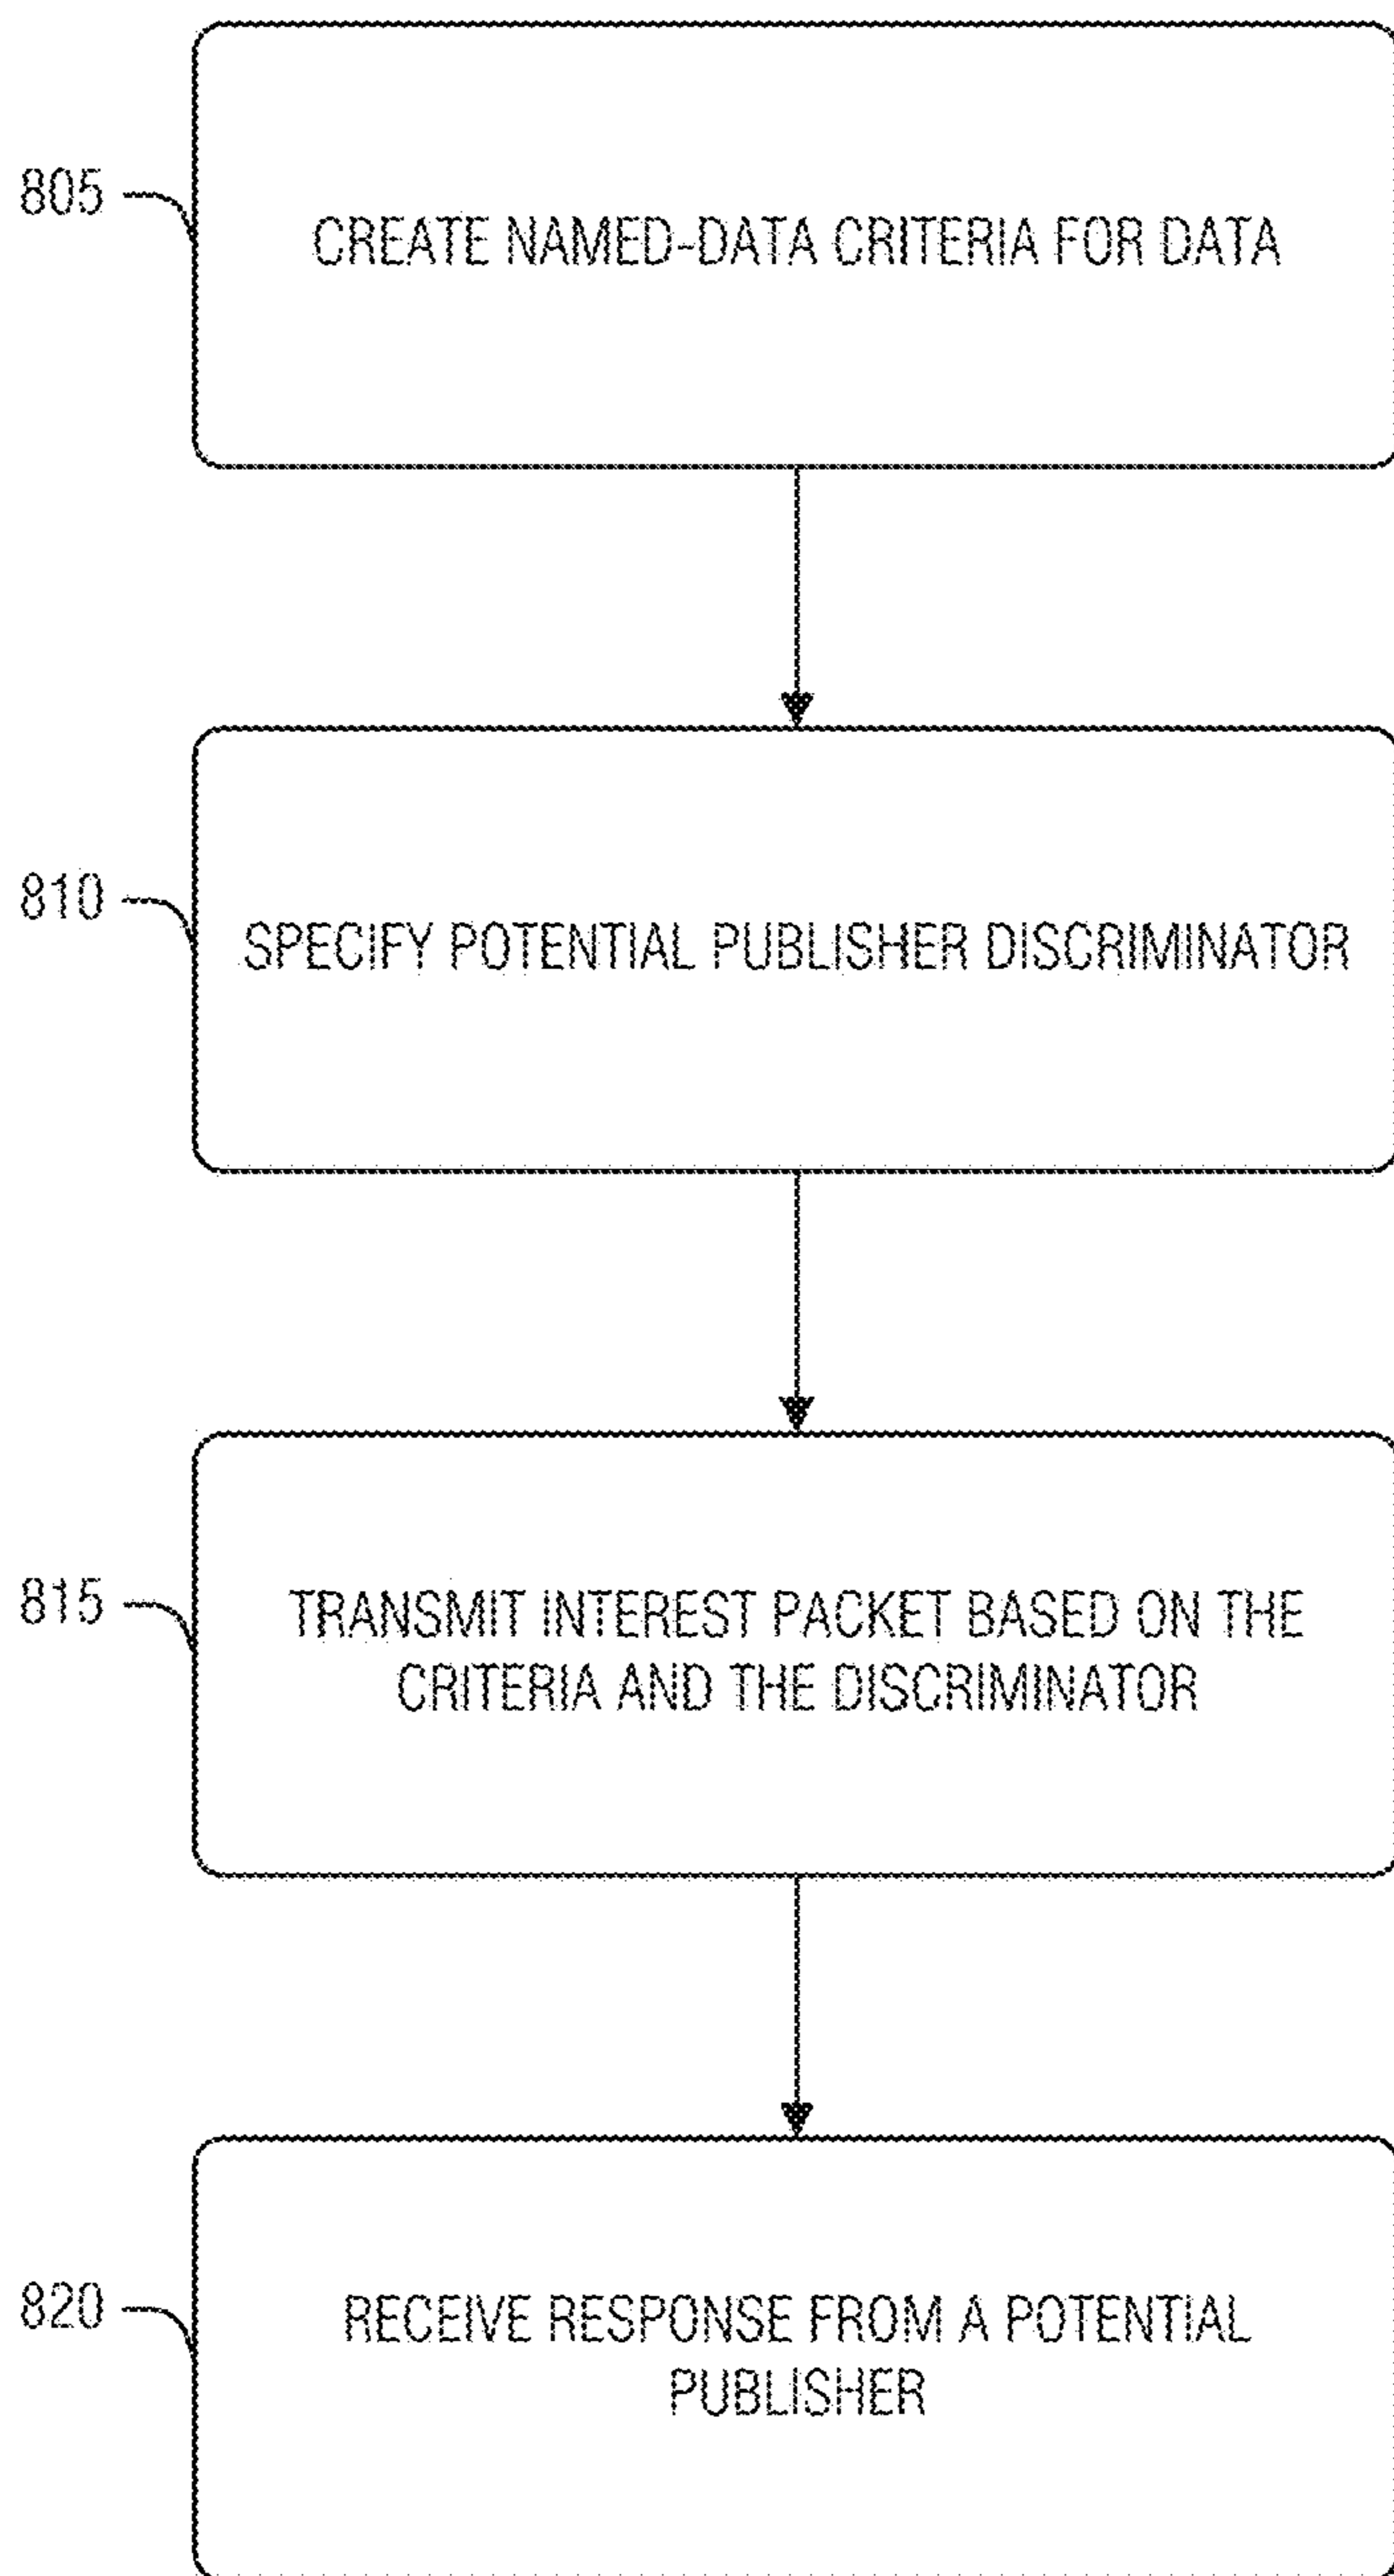 805
CREATE NAMED-DATA CRITERIA FOR DATA
810
SPECIFY POTENTIAL PUBLISHER DISCRIMINATOR
815
TRANSMIT INTEREST PACKET BASED ON THE
CRITERIA AND THE DISCRIMINATOR
820
RECEIVE RESPONSE FROM A POTENTIAL
PUBLISHER